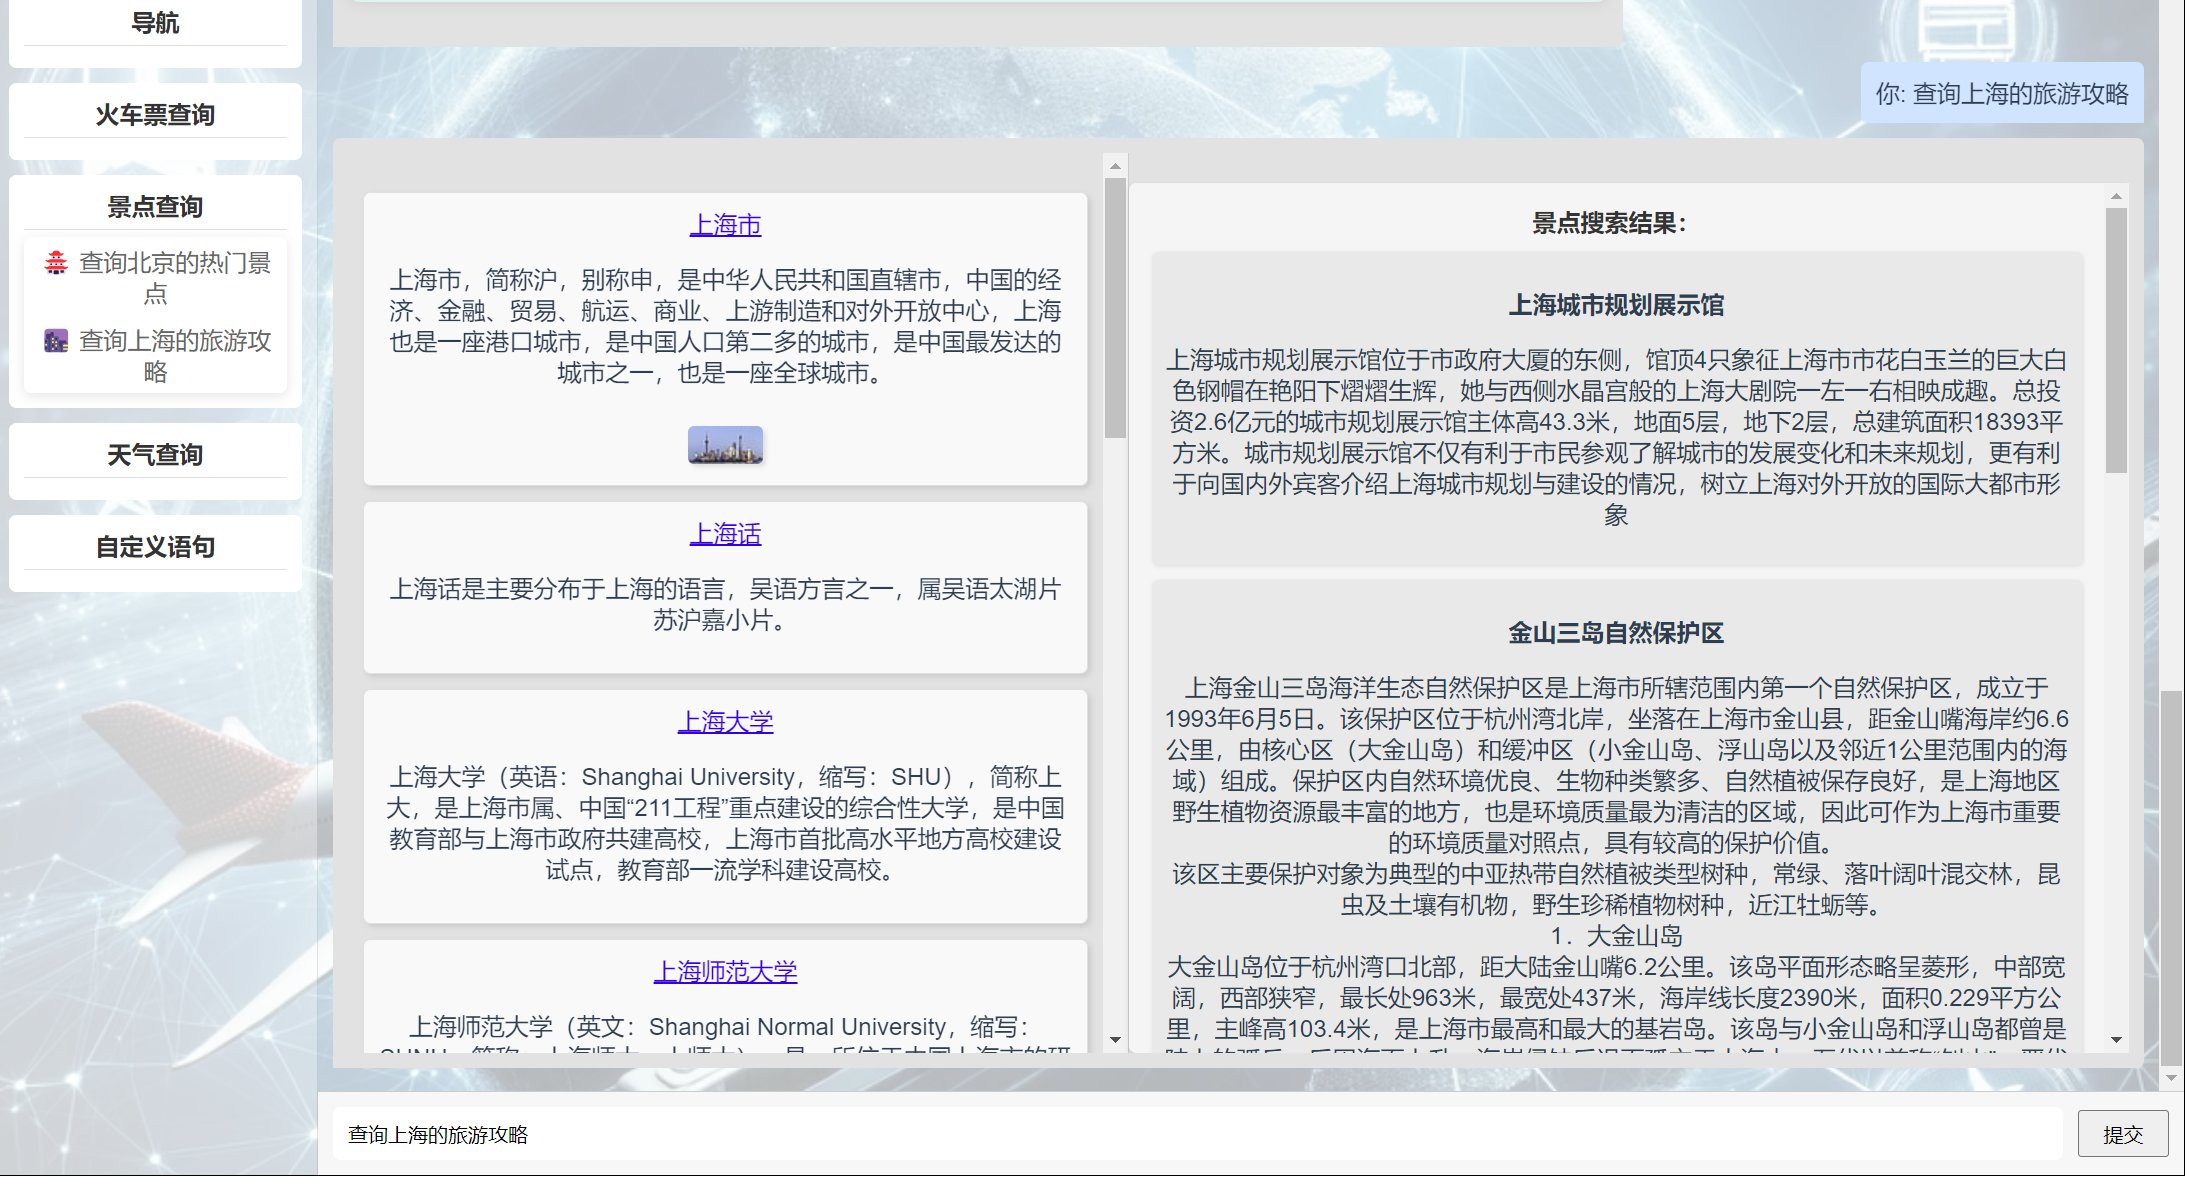 导航
火车票查询
景点查询
查询北京的热门景
点
查询上海的旅游攻
略
天气查询
自定义语句
你: 查询上海的旅游攻略
上海市
上海市，简称沪，别称申，是中华人民共和国直辖市，中国的经
济、金融、贸易、航运、商业、上游制造和对外开放中心，上海
也是一座港口城市，是中国人口第二多的城市，是中国最发达的
城市之一，也是一座全球城市。
上海话
上海话是主要分布于上海的语言，吴语方言之一，属吴语太湖片
苏沪嘉小片。
上海大学
上海大学（英语：Shanghai University，缩写：SHU），简称上
大，是上海市属、中国“211工程”重点建设的综合性大学，是中国
教育部与上海市政府共建高校，上海市首批高水平地方高校建设
试点，教育部一流学科建设高校。
上海师范大学
上海师范大学（英文：Shanghai Normal University，缩写：
景点搜索结果：
上海城市规划展示馆
上海城市规划展示馆位于市政府大厦的东侧，馆顶4只象征上海市市花白玉兰的巨大白
色钢帽在艳阳下熠熠生辉，她与西侧水晶宫般的上海大剧院一左一右相映成趣。总投
资2.6亿元的城市规划展示馆主体高43.3米，地面5层，地下2层，总建筑面积18393平
方米。城市规划展示馆不仅有利于市民参观了解城市的发展变化和未来规划，更有利
于向国内外宾客介绍上海城市规划与建设的情况，树立上海对外开放的国际大都市形
象
金山三岛自然保护区
上海金山三岛海洋生态自然保护区是上海市所辖范围内第一个自然保护区，成立于
1993年6月5日。该保护区位于杭州湾北岸，坐落在上海市金山县，距金山嘴海岸约6.6
公里，由核心区（大金山岛）和缓冲区（小金山岛、浮山岛以及邻近1公里范围内的海
域）组成。保护区内自然环境优良、生物种类繁多、自然植被保存良好，是上海地区
野生植物资源最丰富的地方，也是环境质量最为清洁的区域，因此可作为上海市重要
的环境质量对照点，具有较高的保护价值。
该区主要保护对象为典型的中亚热带自然植被类型树种，常绿、落叶阔叶混交林，昆
虫及土壤有机物，野生珍稀植物树种，近江牡蛎等。
1．大金山岛
大金山岛位于杭州湾口北部，距大陆金山嘴6.2公里。该岛平面形态略呈菱形，中部宽
阔，西部狭窄，最长处963米，最宽处437米，海岸线长度2390米，面积0.229平方公
里，主峰高103.4米，是上海市最高和最大的基岩岛。该岛与小金山岛和浮山岛都曾是
查询上海的旅游攻略
提交